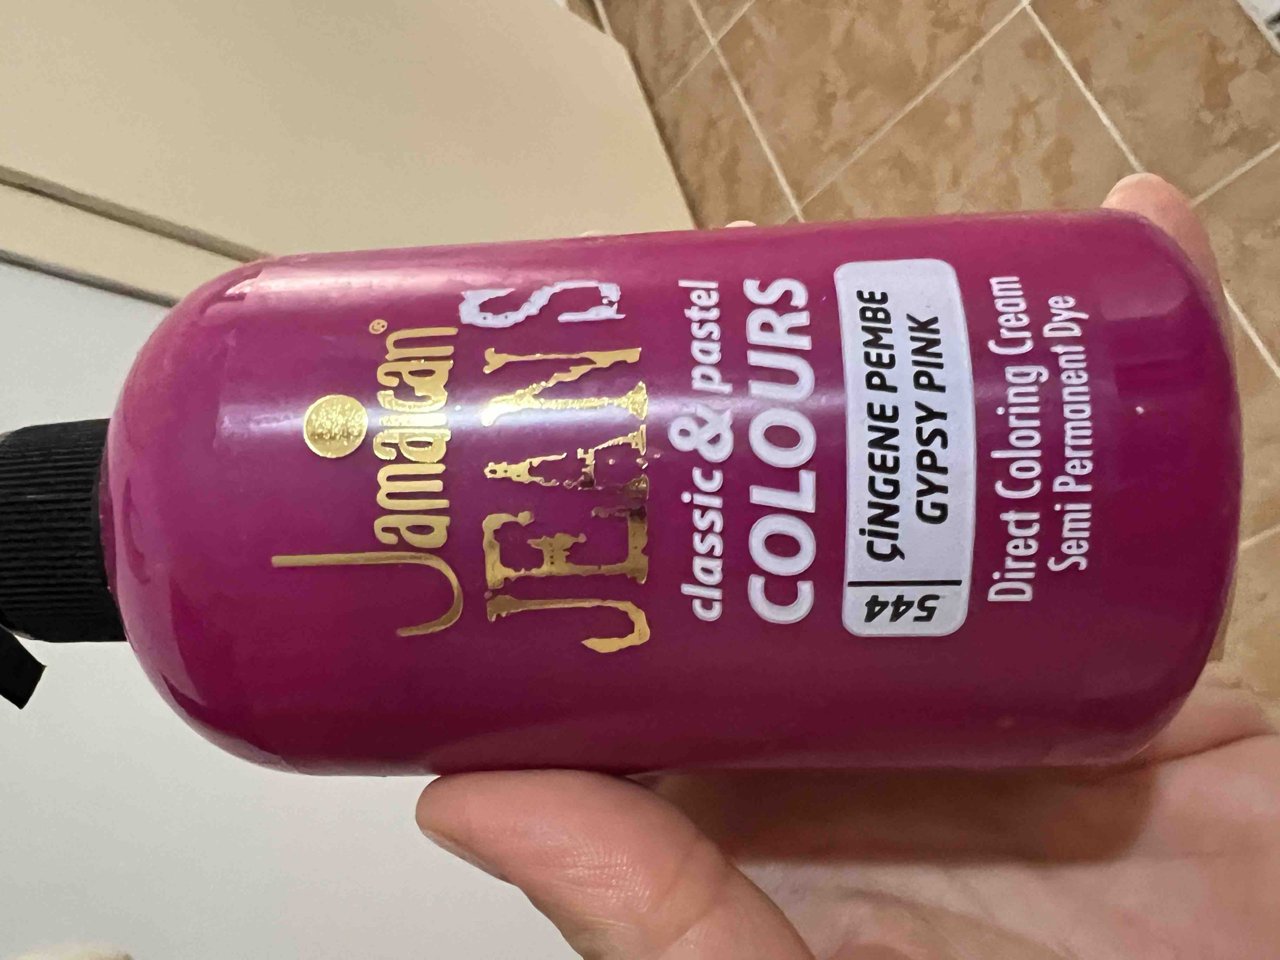 Jamaican®
JEANS
classic & pastel
COLOURS
544 | ÇİNGENE PEMBE
GYPSY PINK
Direct Coloring Cream
Semi Permanent Dye